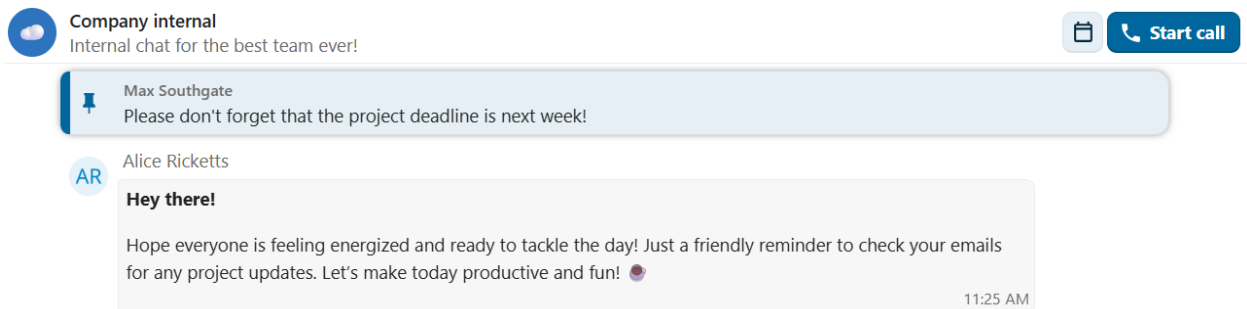 Company internal
Internal chat for the best team ever!
Start call
Max Southgate
Please don't forget that the project deadline is next week!
AR
Alice Ricketts
Hey there!
Hope everyone is feeling energized and ready to tackle the day! Just a friendly reminder to check your emails
for any project updates. Let's make today productive and fun!
11:25 AM